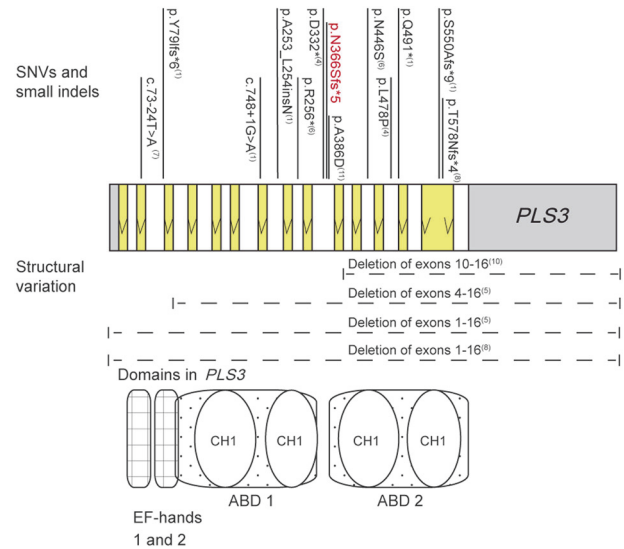 SNVs and
small indels
c.73-24T>A (7)
p.Y79Ifs*6(1)
c.748+1G>A (1)
p.A253_L254insN(1)
p.R256*(6)
p.D332*(4)
p.N366Sfs*5
p.A386D(11)
p.N446S(6)
p.L478P(4)
p.Q491*(1)
p.S550Afs*9(1)
p.T578Nfs*4(8)
PLS3
Structural
variation
Deletion of exons 10-16(10)
Deletion of exons 4-16(5)
Deletion of exons 1-16(5)
Deletion of exons 1-16(8)
Domains in PLS3
CH1
CH1
CH1
CH1
ABD 1
ABD 2
EF-hands
1 and 2